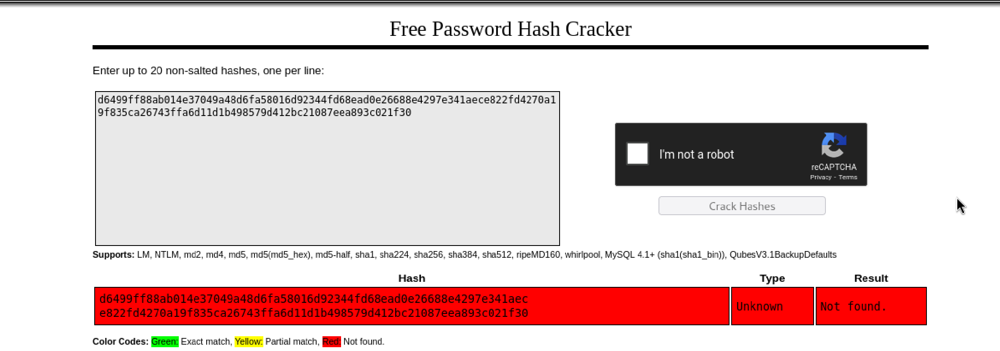 Free Password Hash Cracker
Enter up to 20 non-salted hashes, one per line:
d6499ff88ab014e37049a48d6fa58016d92344fd68ead0e26688e4297e341aece822fd4270a1
9f835ca26743ffa6d11d1b498579d412bc21087eea893c021f30
I'm not a robot
reCAPTCHA
Privacy - Terms
Crack Hashes
Supports: LM, NTLM, md2, md4, md5, md5(md5_hex), md5-half, sha1, sha224, sha256, sha384, sha512, ripeMD160, whirlpool, MySQL 4.1+ (sha1(sha1_bin)), QubesV3.1BackupDefaults
Hash Type Result
d6499ff88ab014e37049a48d6fa58016d92344fd68ead0e26688e4297e341aec
e822fd4270a19f835ca26743ffa6d11d1b498579d412bc21087eea893c021f30
Unknown
Not found.
Color Codes: Green: Exact match, Yellow: Partial match, Red: Not found.